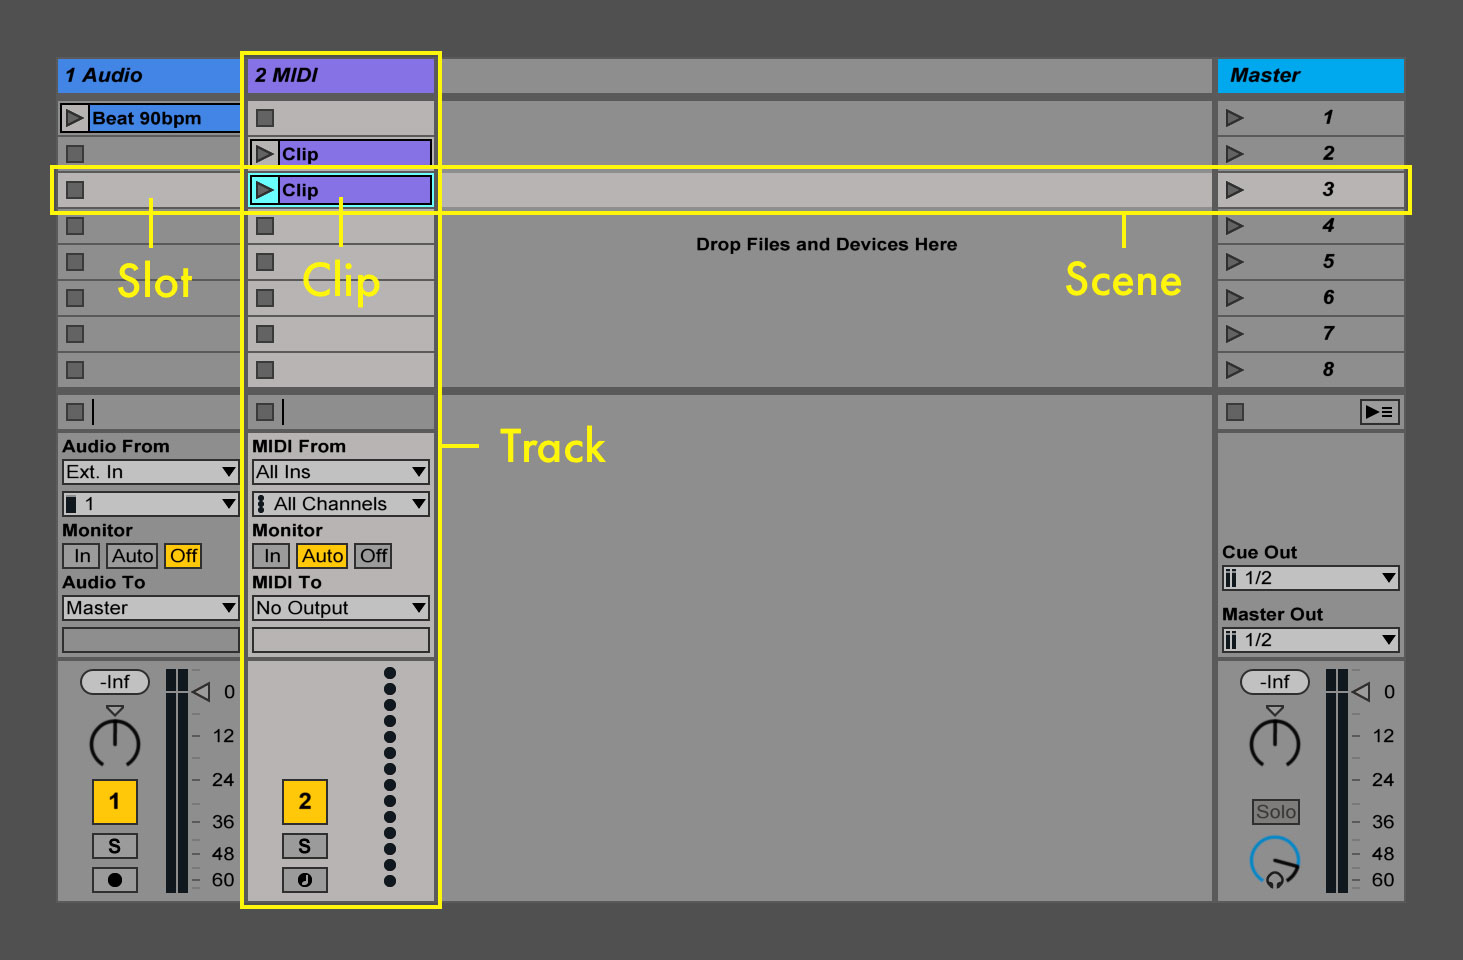 1 Audio
2 MIDI
Master
Beat 90bpm
1
Clip
2
Clip
3
4
5
6
7
8
Drop Files and Devices Here
Slot
Clip
Scene
Track
Audio From
Ext. In
1
Monitor
In Auto Off
Audio To
Master
MIDI From
All Ins
All Channels
Monitor
In Auto Off
MIDI To
No Output
Cue Out
1/2
Master Out
1/2
-Inf
0
12
24
36
48
60
1
S
2
S
-Inf
0
12
24
36
48
60
Solo